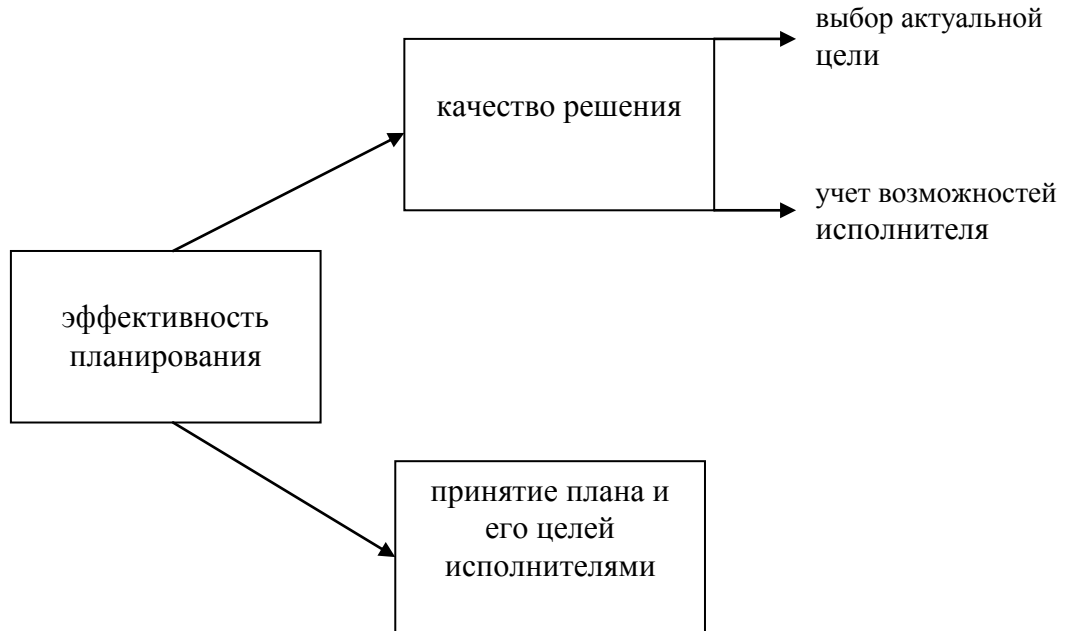 выбор актуальной
цели
качество решения
учет возможностей
исполнителя
эффективность
планирования
принятие плана и
его целей
исполнителями